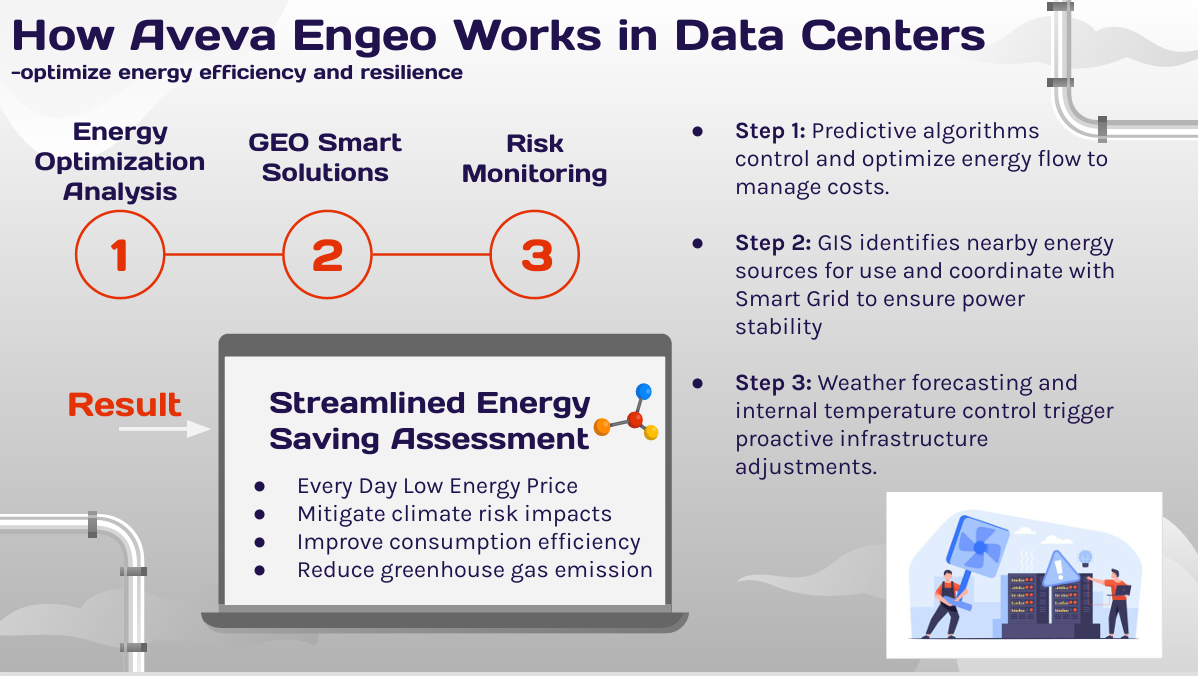 How Aveva Engeo Works in Data Centers
-optimize energy efficiency and resilience
Energy
Optimization
Analysis
GEO Smart
Solutions
Risk
Monitoring
1
2
3
● Step 1: Predictive algorithms
control and optimize energy flow to
manage costs.
● Step 2: GIS identifies nearby energy
sources for use and coordinate with
Smart Grid to ensure power
stability
● Step 3: Weather forecasting and
internal temperature control trigger
proactive infrastructure
adjustments.
Result
Streamlined Energy
Saving Assessment
● Every Day Low Energy Price
● Mitigate climate risk impacts
● Improve consumption efficiency
● Reduce greenhouse gas emission